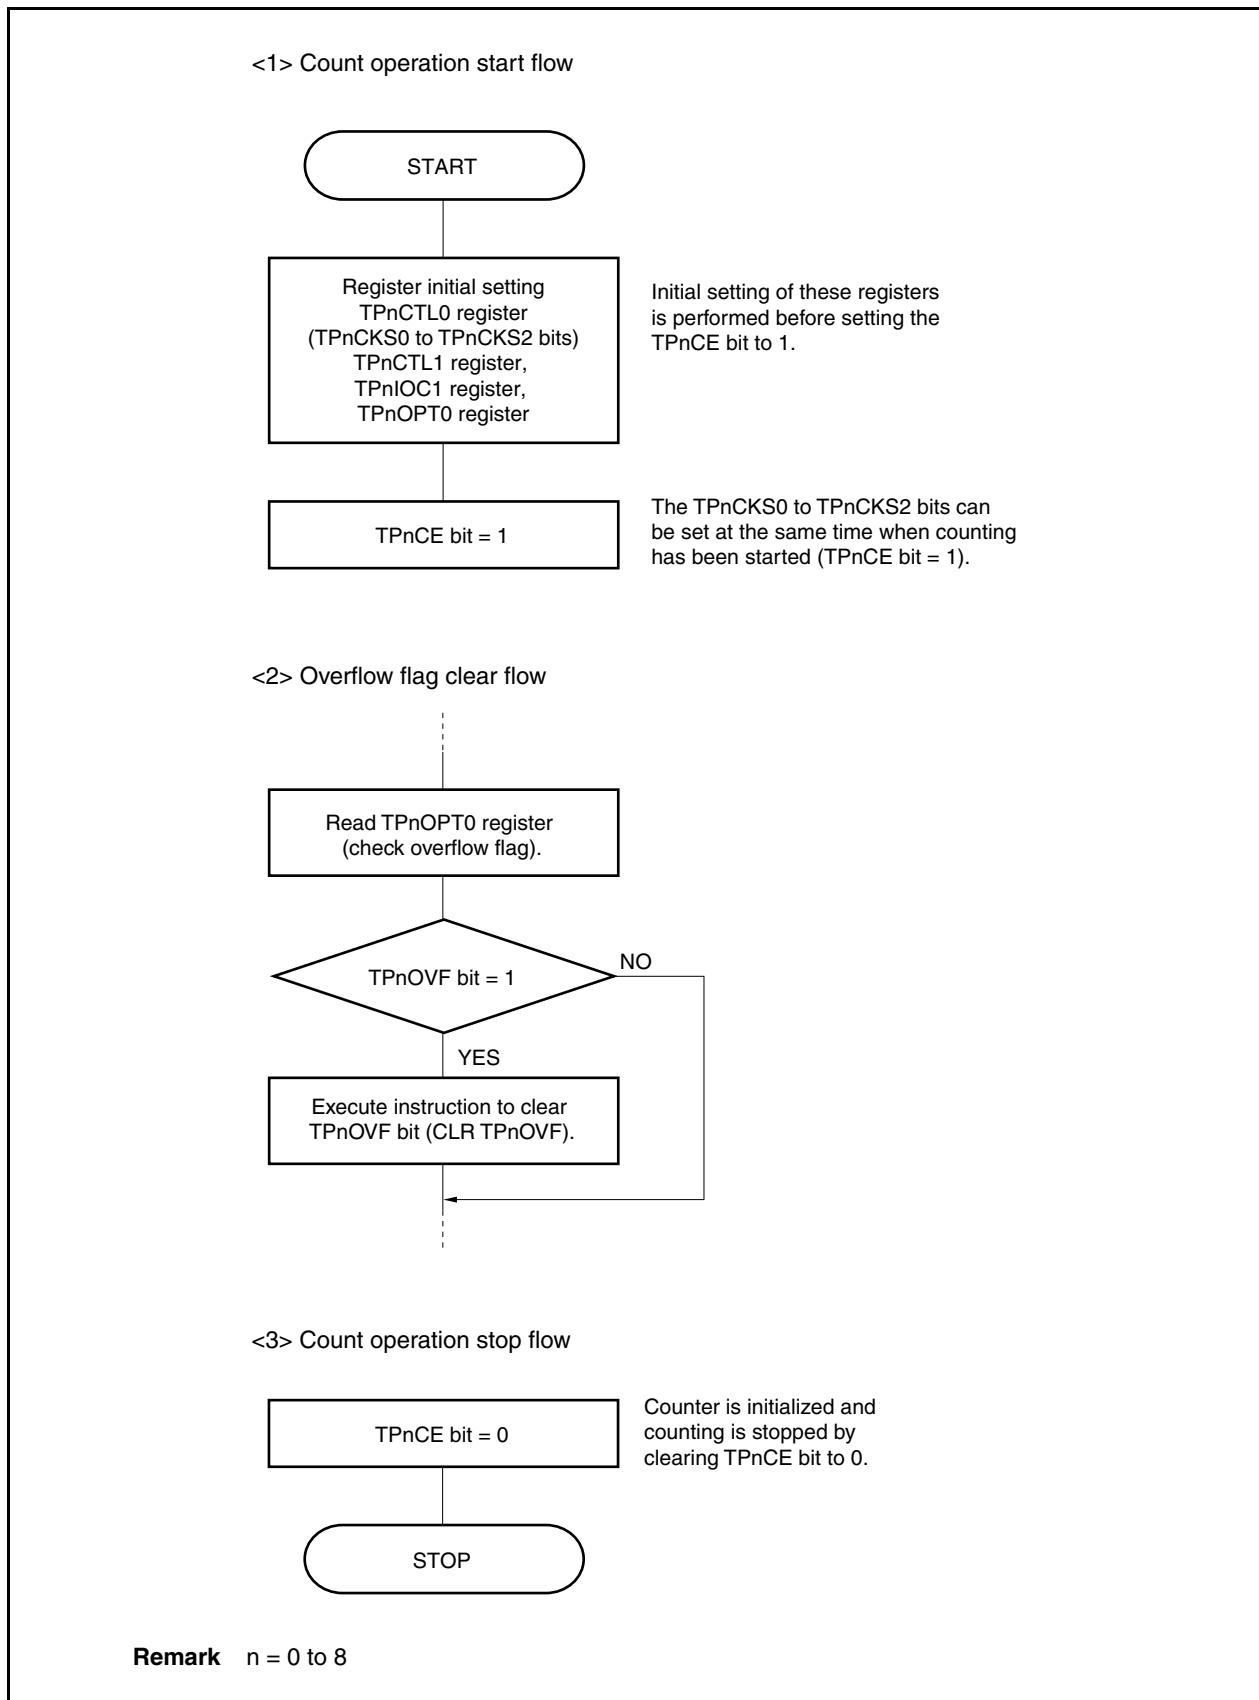 <1> Count operation start flow
START
Register initial setting
TPnCTL0 register
(TPnCKS0 to TPnCKS2 bits)
TPnCTL1 register,
TPnIOC1 register,
TPnOPT0 register
Initial setting of these registers
is performed before setting the
TPnCE bit to 1.
TPnCE bit = 1
The TPnCKS0 to TPnCKS2 bits can
be set at the same time when counting
has been started (TPnCE bit = 1).
<2> Overflow flag clear flow
Read TPnOPT0 register
(check overflow flag).
TPnOVF bit = 1
NO
YES
Execute instruction to clear
TPnOVF bit (CLR TPnOVF).
<3> Count operation stop flow
TPnCE bit = 0
Counter is initialized and
counting is stopped by
clearing TPnCE bit to 0.
STOP
Remark n = 0 to 8